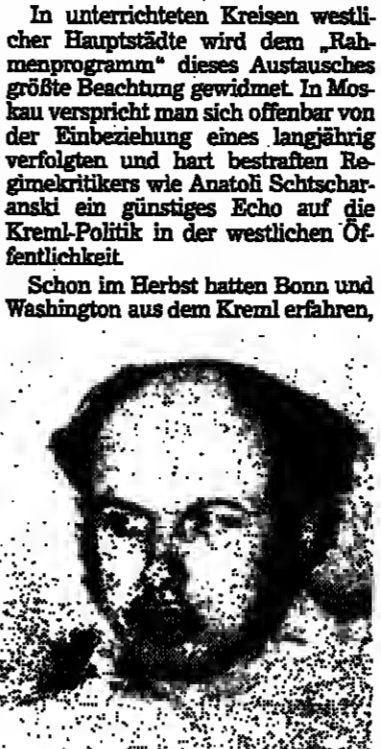 In unterrichteten Kreisen westli-
cher Hauptstädte wird dem „Rah-
menprogramm“ dieses Austausches
größte Beachtung gewidmet. In Mos-
kau verspricht man sich offenbar von
der Einbeziehung eines langjährig
verfolgten und hart bestraften Re-
gimekritikers wie Anatoli Schtschar-
anski ein günstiges Echo auf die
Kreml-Politik in der westlichen Öf-
fentlichkeit.
Schon im Herbst hatten Bonn und
Washington aus dem Kreml erfahren,